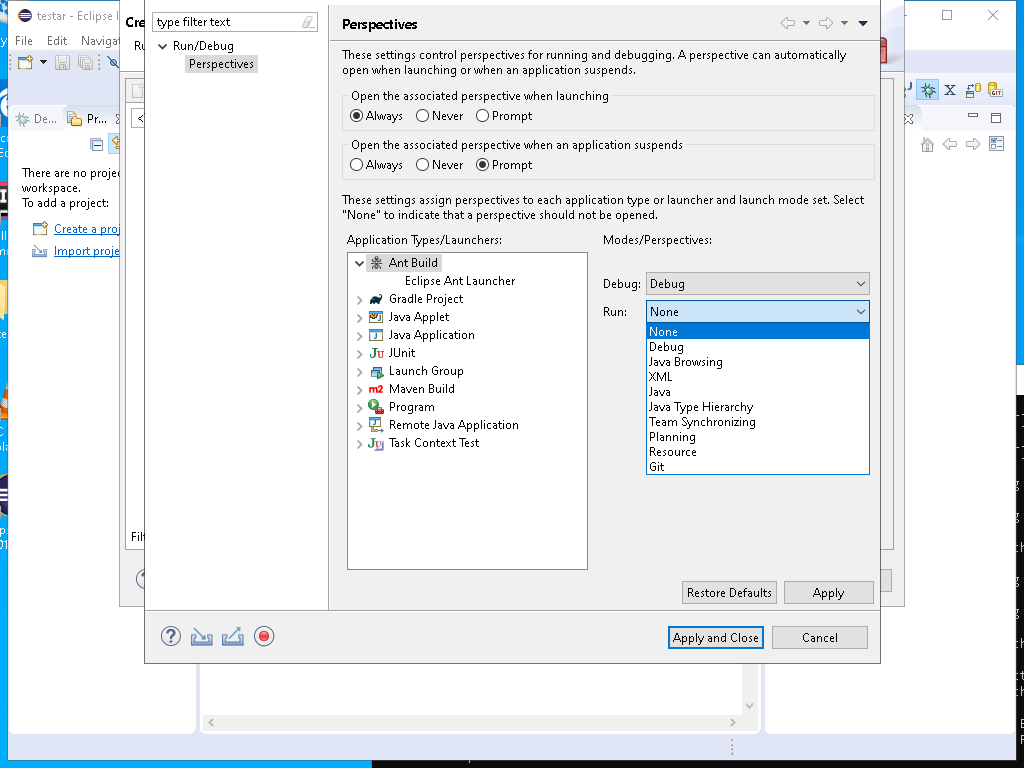 testar - Eclipse I
File Edit Navigat
Cre
Ru
De...
Pr...
There are no proje
workspace.
To add a project:
Create a proj
Import proje
Filt
type filter text
Run/Debug
Perspectives
Perspectives
These settings control perspectives for running and debugging. A perspective can automatically
open when launching or when an application suspends.
Open the associated perspective when launching
Always Never Prompt
Open the associated perspective when an application suspends
Always Never Prompt
These settings assign perspectives to each application type or launcher and launch mode set. Select
"None" to indicate that a perspective should not be opened.
Application Types/Launchers:
Ant Build
Eclipse Ant Launcher
Gradle Project
Java Applet
Java Application
JUnit
Launch Group
Maven Build
Program
Remote Java Application
Task Context Test
Modes/Perspectives:
Debug: Debug
Run: None
None
Debug
Java Browsing
XML
Java
Java Type Hierarchy
Team Synchronizing
Planning
Resource
Git
Restore Defaults Apply
Apply and Close Cancel